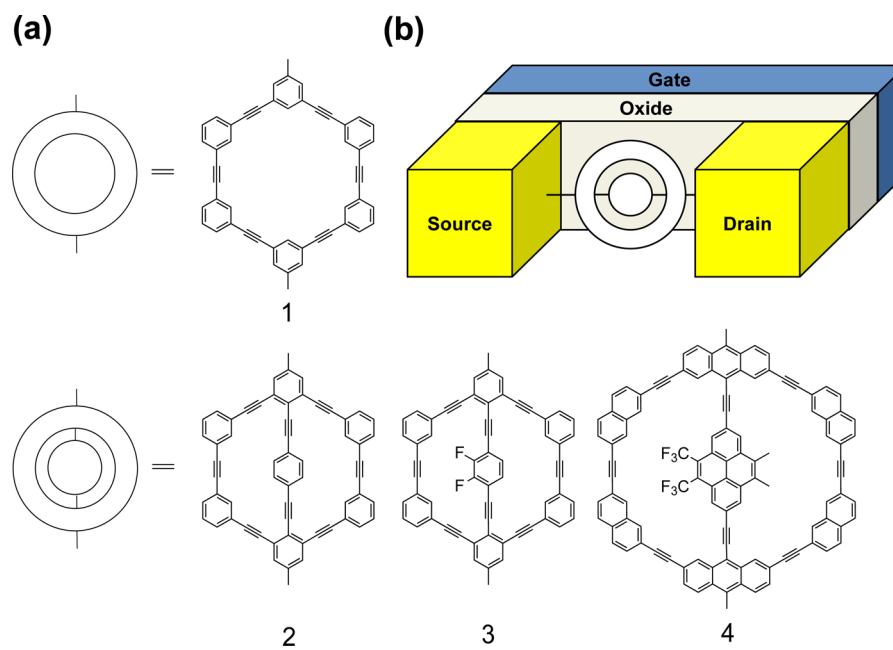 (a)
(b)
Gate
Oxide
Source
Drain
1
F
F
F₃C
F₃C
2
3
4